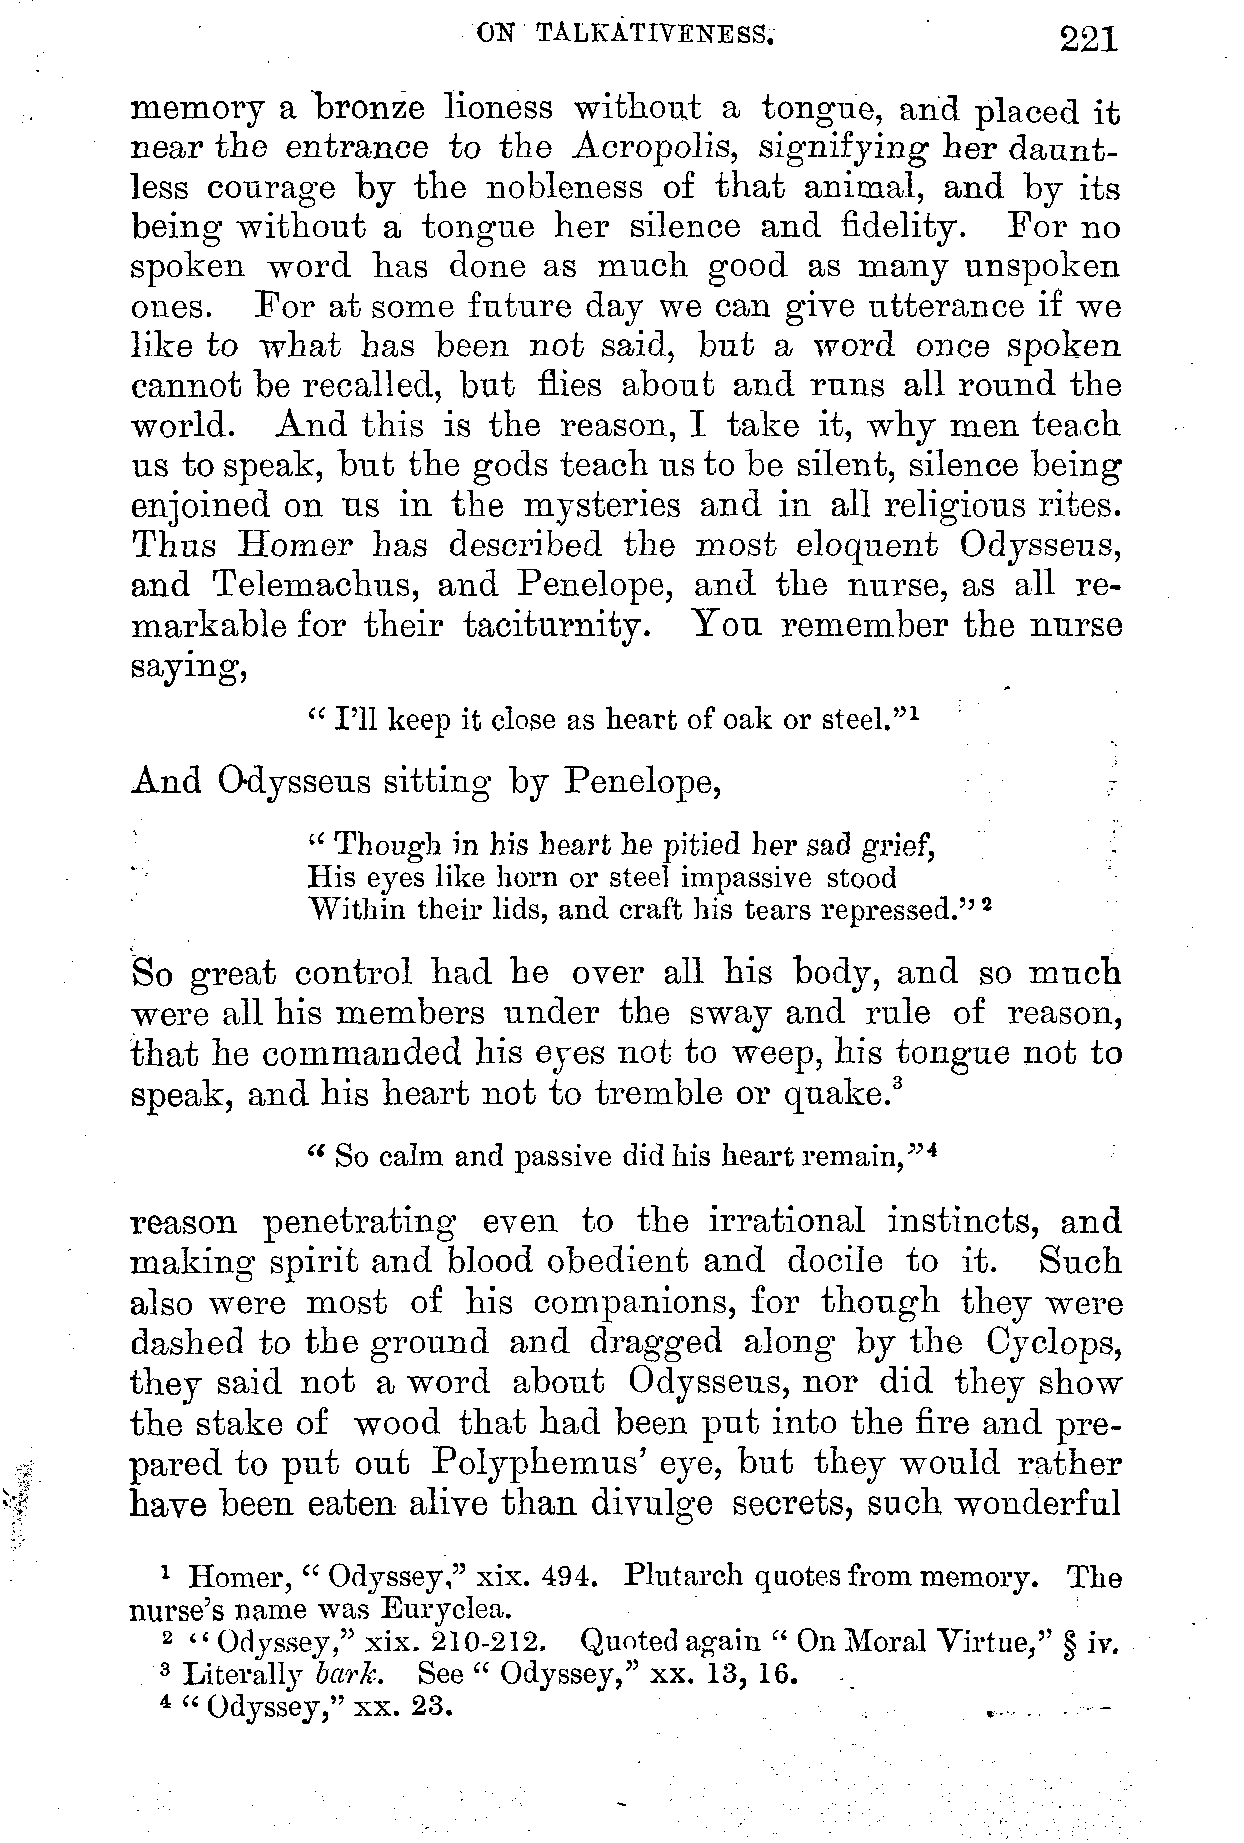 ON TALKATIVENESS. 221
memory a bronze lioness without a tongue, and placed it
near the entrance to the Acropolis, signifying her daunt-
less courage by the nobleness of that animal, and by its
being without a tongue her silence and fidelity. For no
spoken word has done as much good as many unspoken
ones. For at some future day we can give utterance if we
like to what has been not said, but a word once spoken
cannot be recalled, but flies about and runs all round the
world. And this is the reason, I take it, why men teach
us to speak, but the gods teach us to be silent, silence being
enjoined on us in the mysteries and in all religious rites.
Thus Homer has described the most eloquent Odysseus,
and Telemachus, and Penelope, and the nurse, as all re-
markable for their taciturnity. You remember the nurse
saying,
“ I’ll keep it close as heart of oak or steel.”¹
And Odysseus sitting by Penelope,
“ Though in his heart he pitied her sad grief,
His eyes like horn or steel impassive stood
Within their lids, and craft his tears repressed.” ²
So great control had he over all his body, and so much
were all his members under the sway and rule of reason,
that he commanded his eyes not to weep, his tongue not to
speak, and his heart not to tremble or quake.³
“ So calm and passive did his heart remain,”⁴
reason penetrating even to the irrational instincts, and
making spirit and blood obedient and docile to it. Such
also were most of his companions, for though they were
dashed to the ground and dragged along by the Cyclops,
they said not a word about Odysseus, nor did they show
the stake of wood that had been put into the fire and pre-
pared to put out Polyphemus’ eye, but they would rather
have been eaten alive than divulge secrets, such wonderful
¹ Homer, “ Odyssey,” xix. 494. Plutarch quotes from memory. The
nurse’s name was Euryclea.
² “ Odyssey,” xix. 210-212. Quoted again “ On Moral Virtue,” § iv.
³ Literally bark. See “ Odyssey,” xx. 13, 16.
⁴ “ Odyssey,” xx. 23.